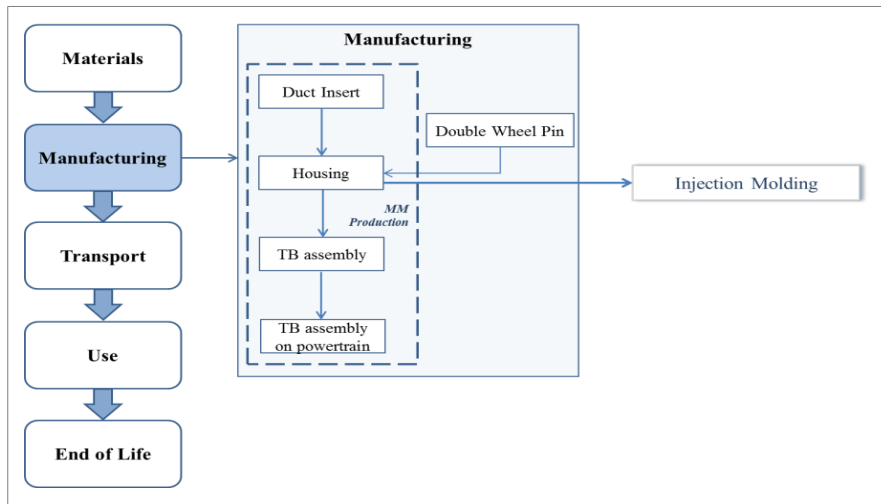 Materials
Manufacturing
Transport
Use
End of Life
Manufacturing
Duct Insert
Double Wheel Pin
Housing
Injection Molding
MM
Production
TB assembly
TB assembly
on powertrain